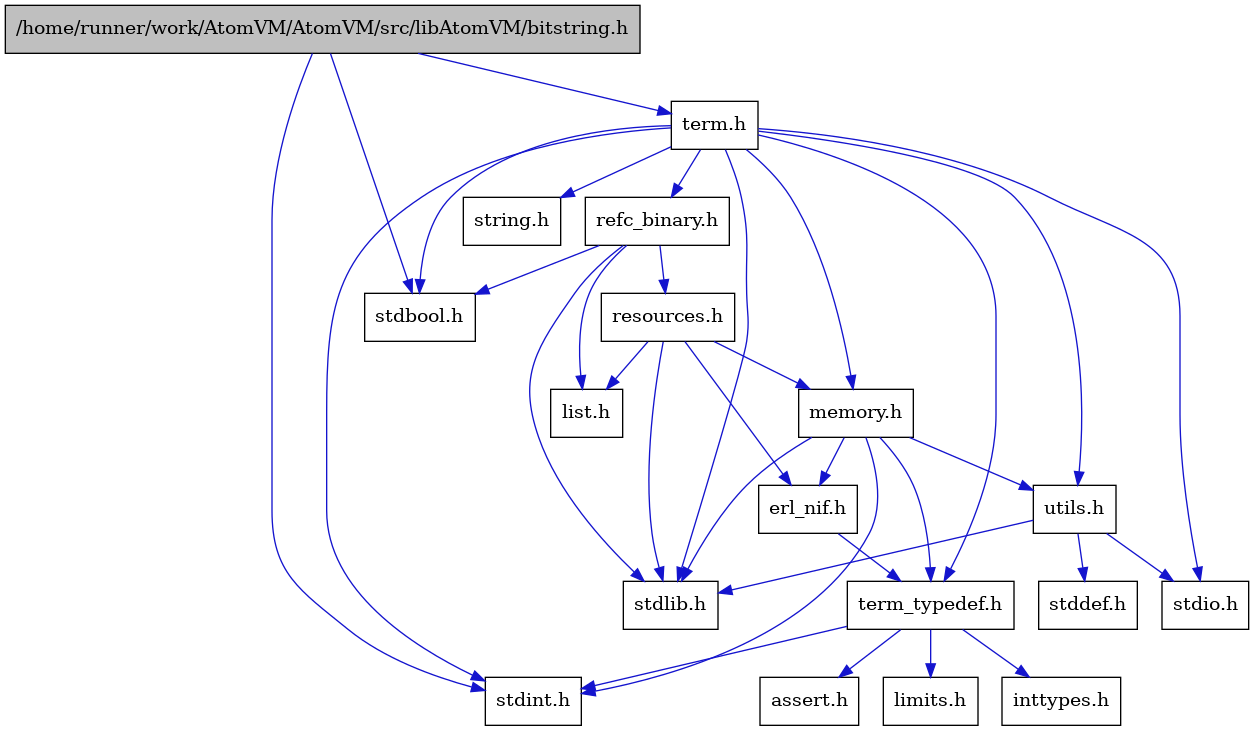 /home/runner/work/AtomVM/AtomVM/src/libAtomVM/bitstring.h
term.h
string.h
refc_binary.h
stdbool.h
resources.h
list.h
memory.h
erl_nif.h
utils.h
stdlib.h
term_typedef.h
stddef.h
stdio.h
stdint.h
assert.h
limits.h
inttypes.h